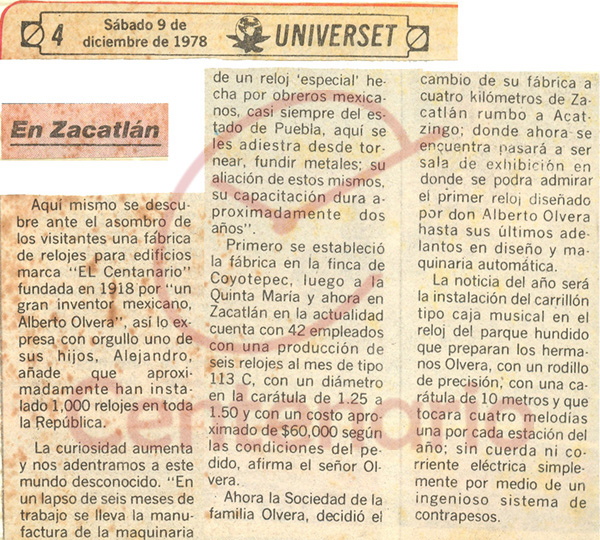 4
Sábado 9 de
diciembre de 1978
UNIVERSET
En Zacatlán
Aquí mismo se descu-
bre ante el asombro de
los visitantes una fábrica
de relojes para edificios
marca "EL Centanario"
fundada en 1918 por "un
gran inventor mexicano,
Alberto Olvera", así lo ex-
presa con orgullo uno de
sus hijos, Alejandro,
añade que aproxi-
madamente han insta-
lado 1,000 relojes en toda
la República.
La curiosidad aumenta
y nos adentramos a este
mundo desconocido. "En
un lapso de seis meses de
trabajo se lleva la manu-
factura de la maquinaria
de un reloj 'especial' he-
cha por obreros mexica-
nos, casi siempre del es-
tado de Puebla, aquí se
les adiestra desde tor-
near, fundir metales; su
aliación de estos mismos,
su capacitación dura a-
proximadamente dos
años".
Primero se estableció
la fábrica en la finca de
Coyotepec, luego a la
Quinta Maria y ahora en
Zacatlán en la actualidad
cuenta con 42 empleados
con una producción de
seis relojes al mes de tipo
113 C, con un diámetro
en la carátula de 1.25 a
1.50 y con un costo apro-
ximado de $60,000 según
las condiciones del pe-
dido, afirma el señor Ol-
vera.
Ahora la Sociedad de la
familia Olvera, decidió el
cambio de su fábrica a
cuatro kilómetros de Za-
catlán rumbo a Acat-
zingo; donde ahora se
encuentra pasará a ser
sala de exhibición en
donde se podra admirar
el primer reloj diseñado
por don Alberto Olvera
hasta sus últimos ade-
lantos en diseño y ma-
quinaria automática.
La noticia del año será
la instalación del carrillón
tipo caja musical en el
reloj del parque hundido
que preparan los herma-
nos Olvera, con un rodillo
de precisión, con una ca-
rátula de 10 metros y que
tocara cuatro melodías
una por cada estación del
año; sin cuerda ni co-
rriente eléctrica simple-
mente por medio de un
ingenioso sistema de
contrapesos.
Centenario